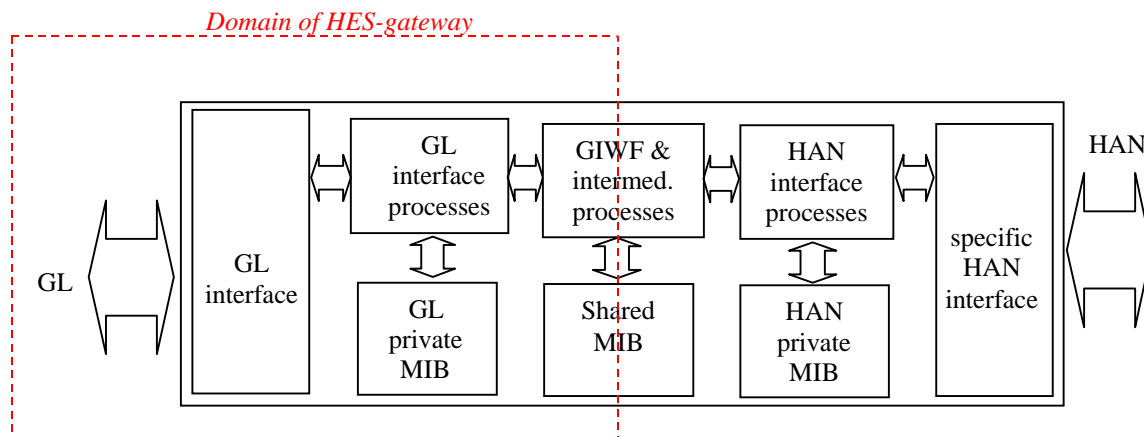 Domain of HES-gateway
GL
GL
interface
GL
interface
processes
GL
private
MIB
GIWF &
intermed.
processes
Shared
MIB
HAN
interface
processes
HAN
private
MIB
specific
HAN
interface
HAN